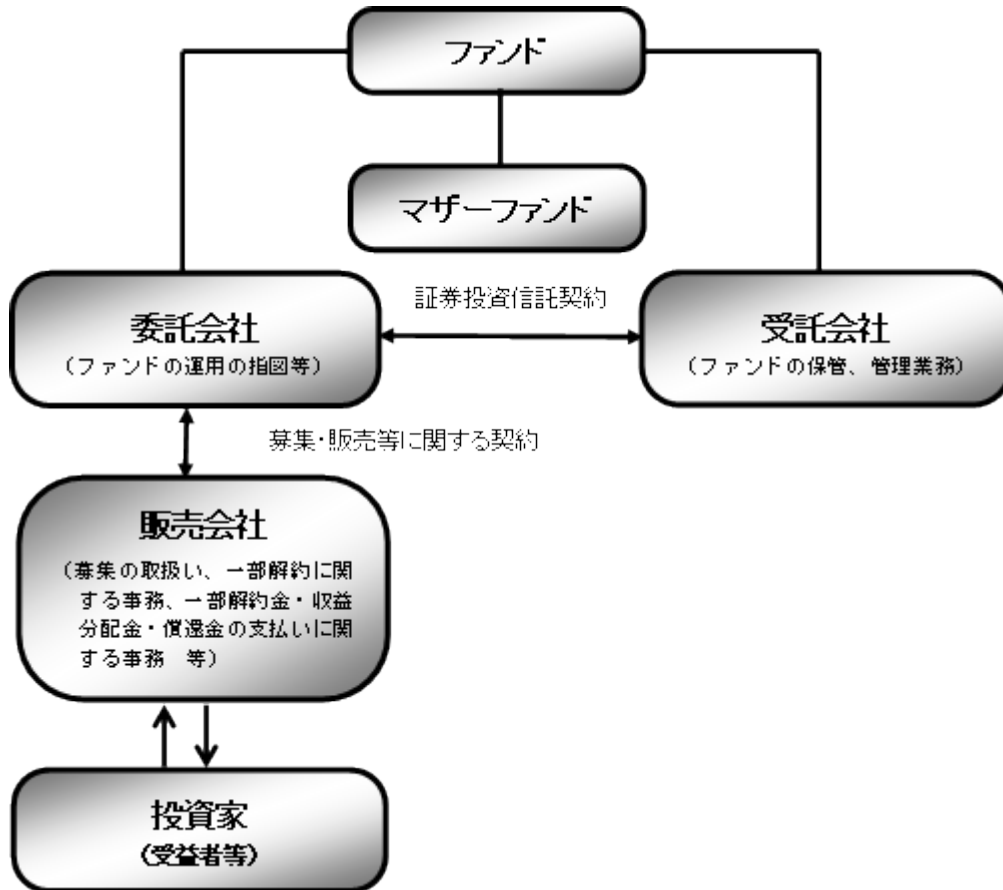 ファンド
マザーファンド
証券投資信託契約
委託会社
（ファンドの運用の指図等）
受託会社
（ファンドの保管、管理業務）
募集・販売等に関する契約
販売会社
（募集の取扱い、一部解約に関
する事務、一部解約金・収益
分配金・償還金の支払いに関
する事務　等）
投資家
（受益者等）